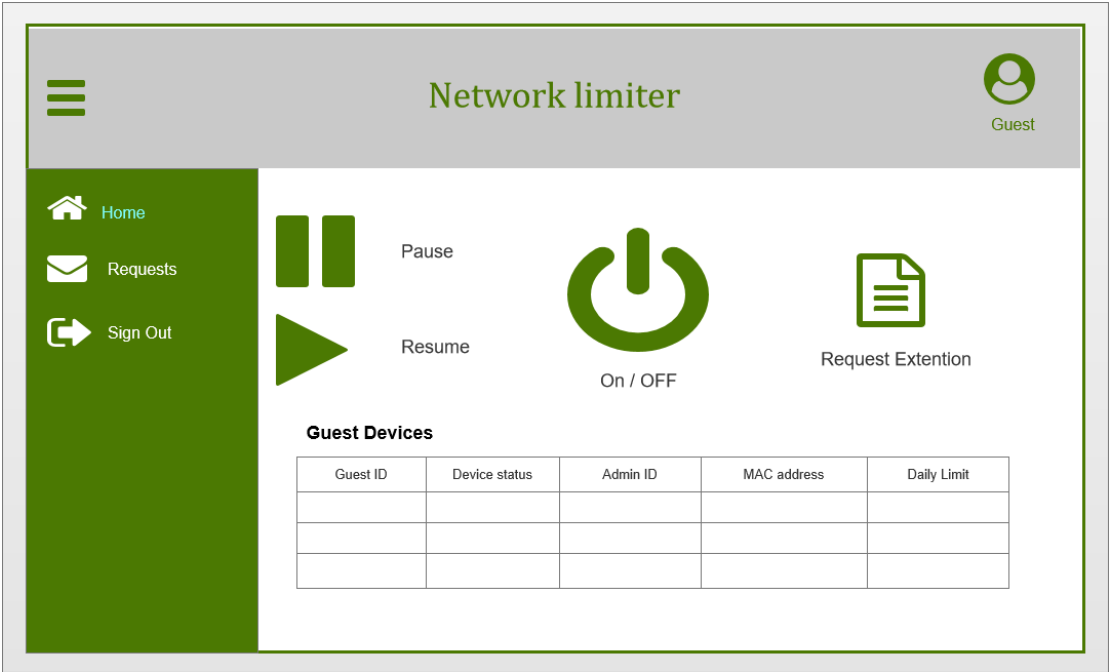 Network limiter
Guest
Home
Requests
Sign Out
Pause
Resume
On / OFF
Request Extention
Guest Devices
Guest ID Device status Admin ID MAC address Daily Limit